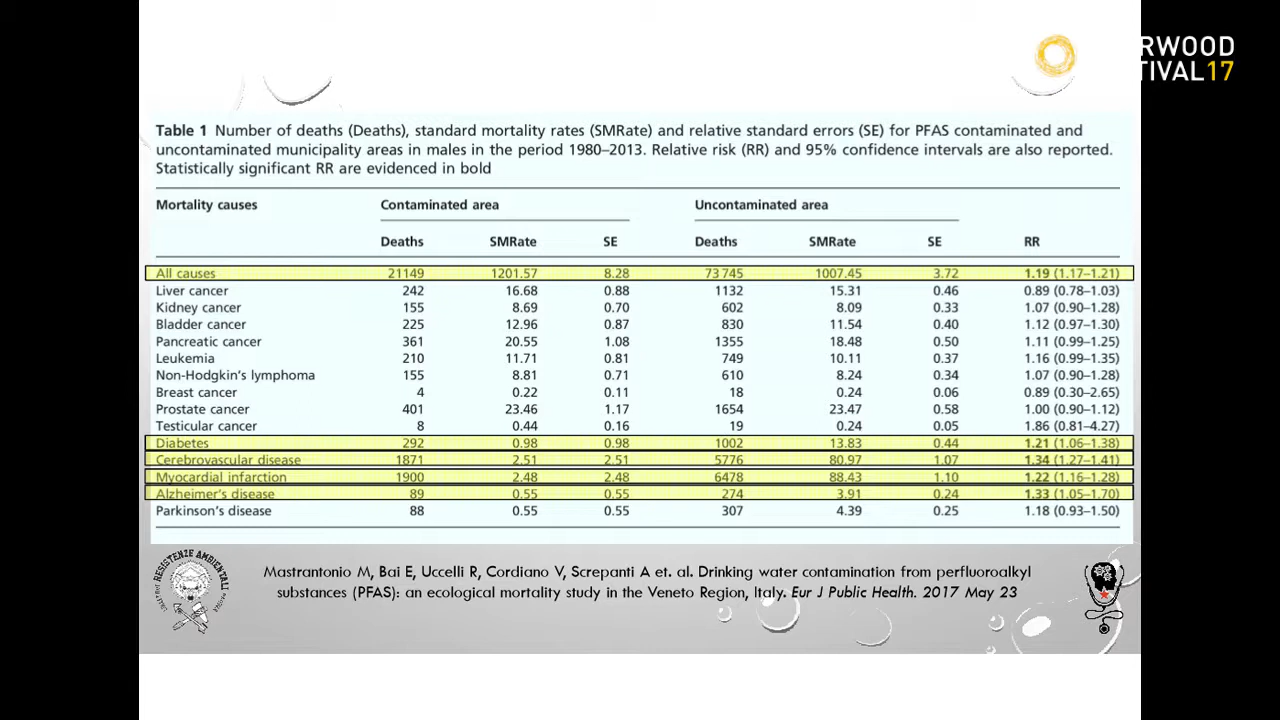 RWOOD
TIVAL17
Table 1 Number of deaths (Deaths), standard mortality rates (SMRate) and relative standard errors (SE) for PFAS contaminated and
uncontaminated municipality areas in males in the period 1980–2013. Relative risk (RR) and 95% confidence intervals are also reported.
Statistically significant RR are evidenced in bold
Mortality causes Contaminated area Uncontaminated area
Deaths SMRate SE Deaths SMRate SE RR
All causes 21149 1201.57 8.28 73745 1007.45 3.72 1.19 (1.17–1.21)
Liver cancer 242 16.68 0.88 1132 15.31 0.46 0.89 (0.78–1.03)
Kidney cancer 155 8.69 0.70 602 8.09 0.33 1.07 (0.90–1.28)
Bladder cancer 225 12.96 0.87 830 11.54 0.40 1.12 (0.97–1.30)
Pancreatic cancer 361 20.55 1.08 1355 18.48 0.50 1.11 (0.99–1.25)
Leukemia 210 11.71 0.81 749 10.11 0.37 1.16 (0.99–1.35)
Non-Hodgkin's lymphoma 155 8.81 0.71 610 8.24 0.34 1.07 (0.90–1.28)
Breast cancer 4 0.22 0.11 18 0.24 0.06 0.89 (0.30–2.65)
Prostate cancer 401 23.46 1.17 1654 23.47 0.58 1.00 (0.90–1.12)
Testicular cancer 8 0.44 0.16 19 0.24 0.05 1.86 (0.81–4.27)
Diabetes 292 0.98 0.98 1002 13.83 0.44 1.21 (1.06–1.38)
Cerebrovascular disease 1871 2.51 2.51 5776 80.97 1.07 1.34 (1.27–1.41)
Myocardial infarction 1900 2.48 2.48 6478 88.43 1.10 1.22 (1.16–1.28)
Alzheimer's disease 89 0.55 0.55 274 3.91 0.24 1.33 (1.05–1.70)
Parkinson's disease 88 0.55 0.55 307 4.39 0.25 1.18 (0.93–1.50)
RESISTENZE AMBIENTALI
Mastrantonio M, Bai E, Uccelli R, Cordiano V, Screpanti A et. al. Drinking water contamination from perfluoroalkyl
substances (PFAS): an ecological mortality study in the Veneto Region, Italy. Eur J Public Health. 2017 May 23